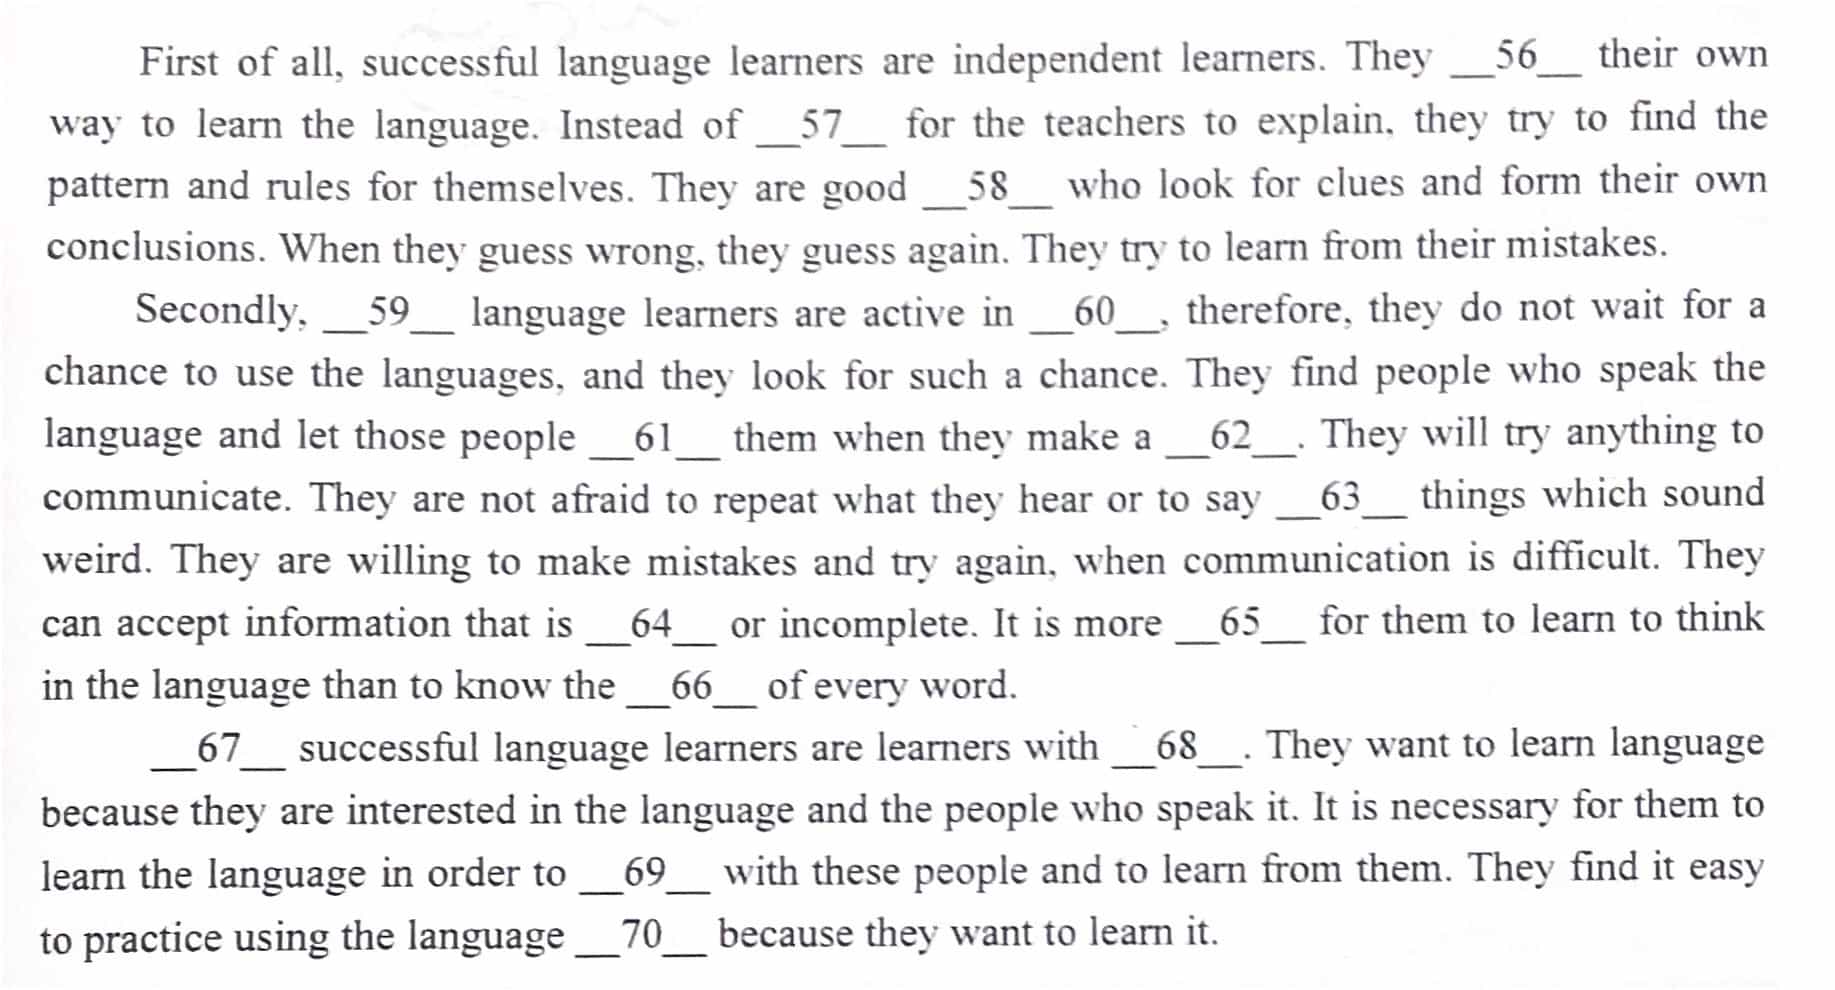 First of all, successful language learners are independent learners. They __56__ their own
way to learn the language. Instead of __57__ for the teachers to explain, they try to find the
pattern and rules for themselves. They are good __58__ who look for clues and form their own
conclusions. When they guess wrong, they guess again. They try to learn from their mistakes.
Secondly, __59__ language learners are active in __60__, therefore, they do not wait for a
chance to use the languages, and they look for such a chance. They find people who speak the
language and let those people __61__ them when they make a __62__. They will try anything to
communicate. They are not afraid to repeat what they hear or to say __63__ things which sound
weird. They are willing to make mistakes and try again, when communication is difficult. They
can accept information that is __64__ or incomplete. It is more __65__ for them to learn to think
in the language than to know the __66__ of every word.
__67__ successful language learners are learners with __68__. They want to learn language
because they are interested in the language and the people who speak it. It is necessary for them to
learn the language in order to __69__ with these people and to learn from them. They find it easy
to practice using the language __70__ because they want to learn it.